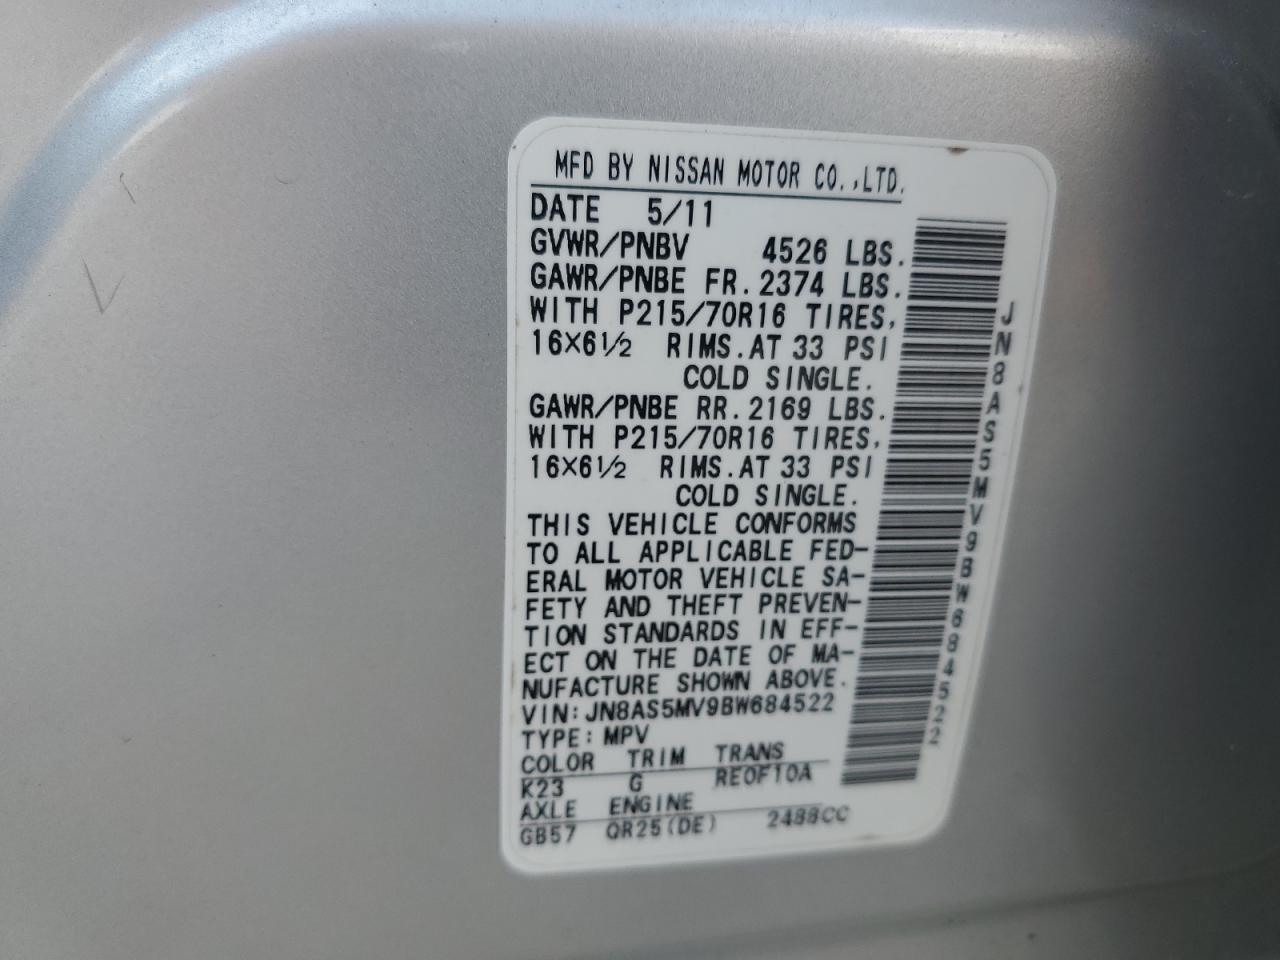 MFD BY NISSAN MOTOR CO.,LTD.
DATE 5/11
GVWR/PNBV 4526 LBS.
GAWR/PNBE FR. 2374 LBS.
WITH P215/70R16 TIRES,
16×6½ RIMS. AT 33 PSI
COLD SINGLE.
GAWR/PNBE RR. 2169 LBS.
WITH P215/70R16 TIRES,
16×6½ RIMS. AT 33 PSI
COLD SINGLE.
THIS VEHICLE CONFORMS
TO ALL APPLICABLE FED-
ERAL MOTOR VEHICLE SA-
FETY AND THEFT PREVEN-
TION STANDARDS IN EFF-
ECT ON THE DATE OF MA-
NUFACTURE SHOWN ABOVE.
VIN: JN8AS5MV9BW684522
TYPE: MPV
COLOR TRIM TRANS
K23 G RE0F10A
AXLE ENGINE
GB57 QR25(DE) 2488CC
JN8AS5MV9BW684522